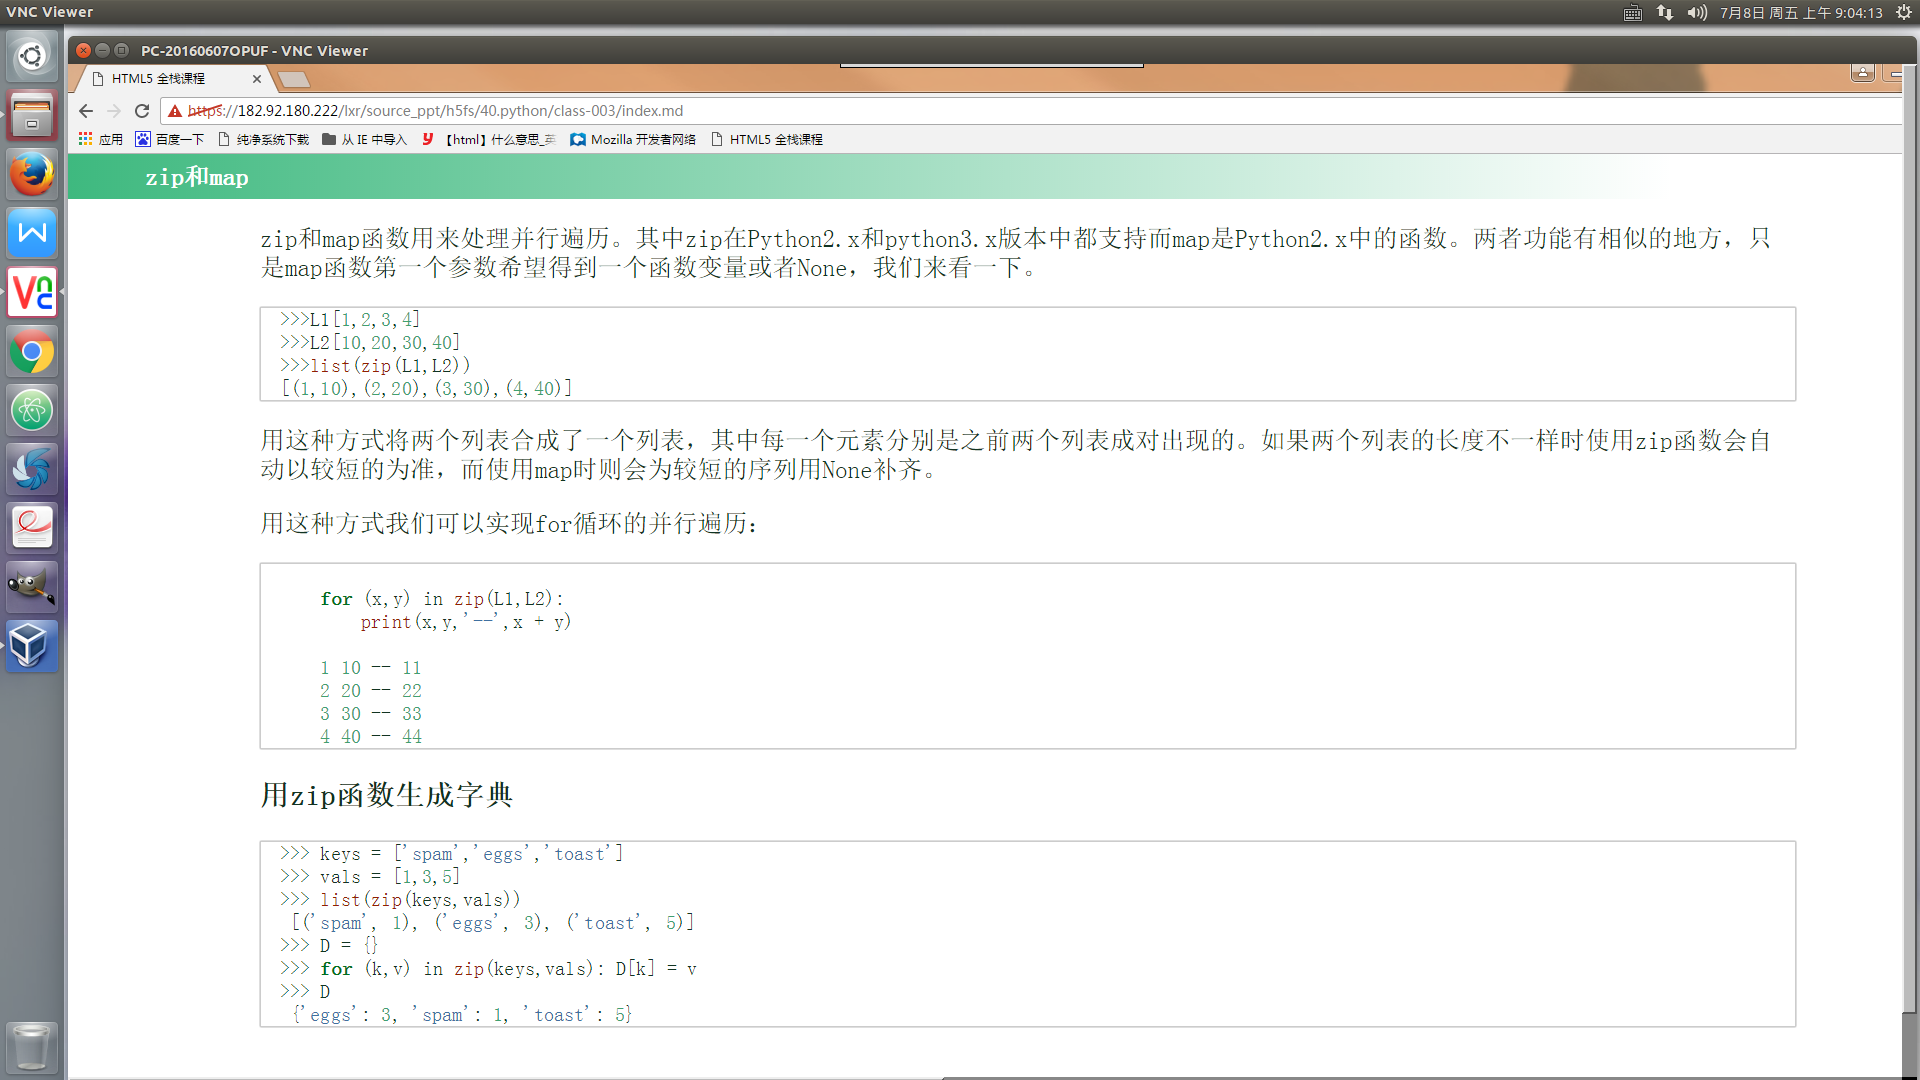 VNC Viewer
7月8日 周五 上午 9:04:13
PC-20160607OPUF - VNC Viewer
HTML5 全栈课程
https://182.92.180.222/lxr/source_ppt/h5fs/40.python/class-003/index.md
应用 百度一下 纯净系统下载 从 IE 中导入 【html】什么意思_英 Mozilla 开发者网络 HTML5 全栈课程
zip和map
zip和map函数用来处理并行遍历。其中zip在Python2.x和python3.x版本中都支持而map是Python2.x中的函数。两者功能有相似的地方，只
是map函数第一个参数希望得到一个函数变量或者None，我们来看一下。
>>>L1[1,2,3,4]
>>>L2[10,20,30,40]
>>>list(zip(L1,L2))
[(1,10),(2,20),(3,30),(4,40)]
用这种方式将两个列表合成了一个列表，其中每一个元素分别是之前两个列表成对出现的。如果两个列表的长度不一样时使用zip函数会自
动以较短的为准，而使用map时则会为较短的序列用None补齐。
用这种方式我们可以实现for循环的并行遍历：
for (x,y) in zip(L1,L2):
print(x,y,'--',x + y)
1 10 -- 11
2 20 -- 22
3 30 -- 33
4 40 -- 44
用zip函数生成字典
>>> keys = ['spam','eggs','toast']
>>> vals = [1,3,5]
>>> list(zip(keys,vals))
[('spam', 1), ('eggs', 3), ('toast', 5)]
>>> D = {}
>>> for (k,v) in zip(keys,vals): D[k] = v
>>> D
{'eggs': 3, 'spam': 1, 'toast': 5}